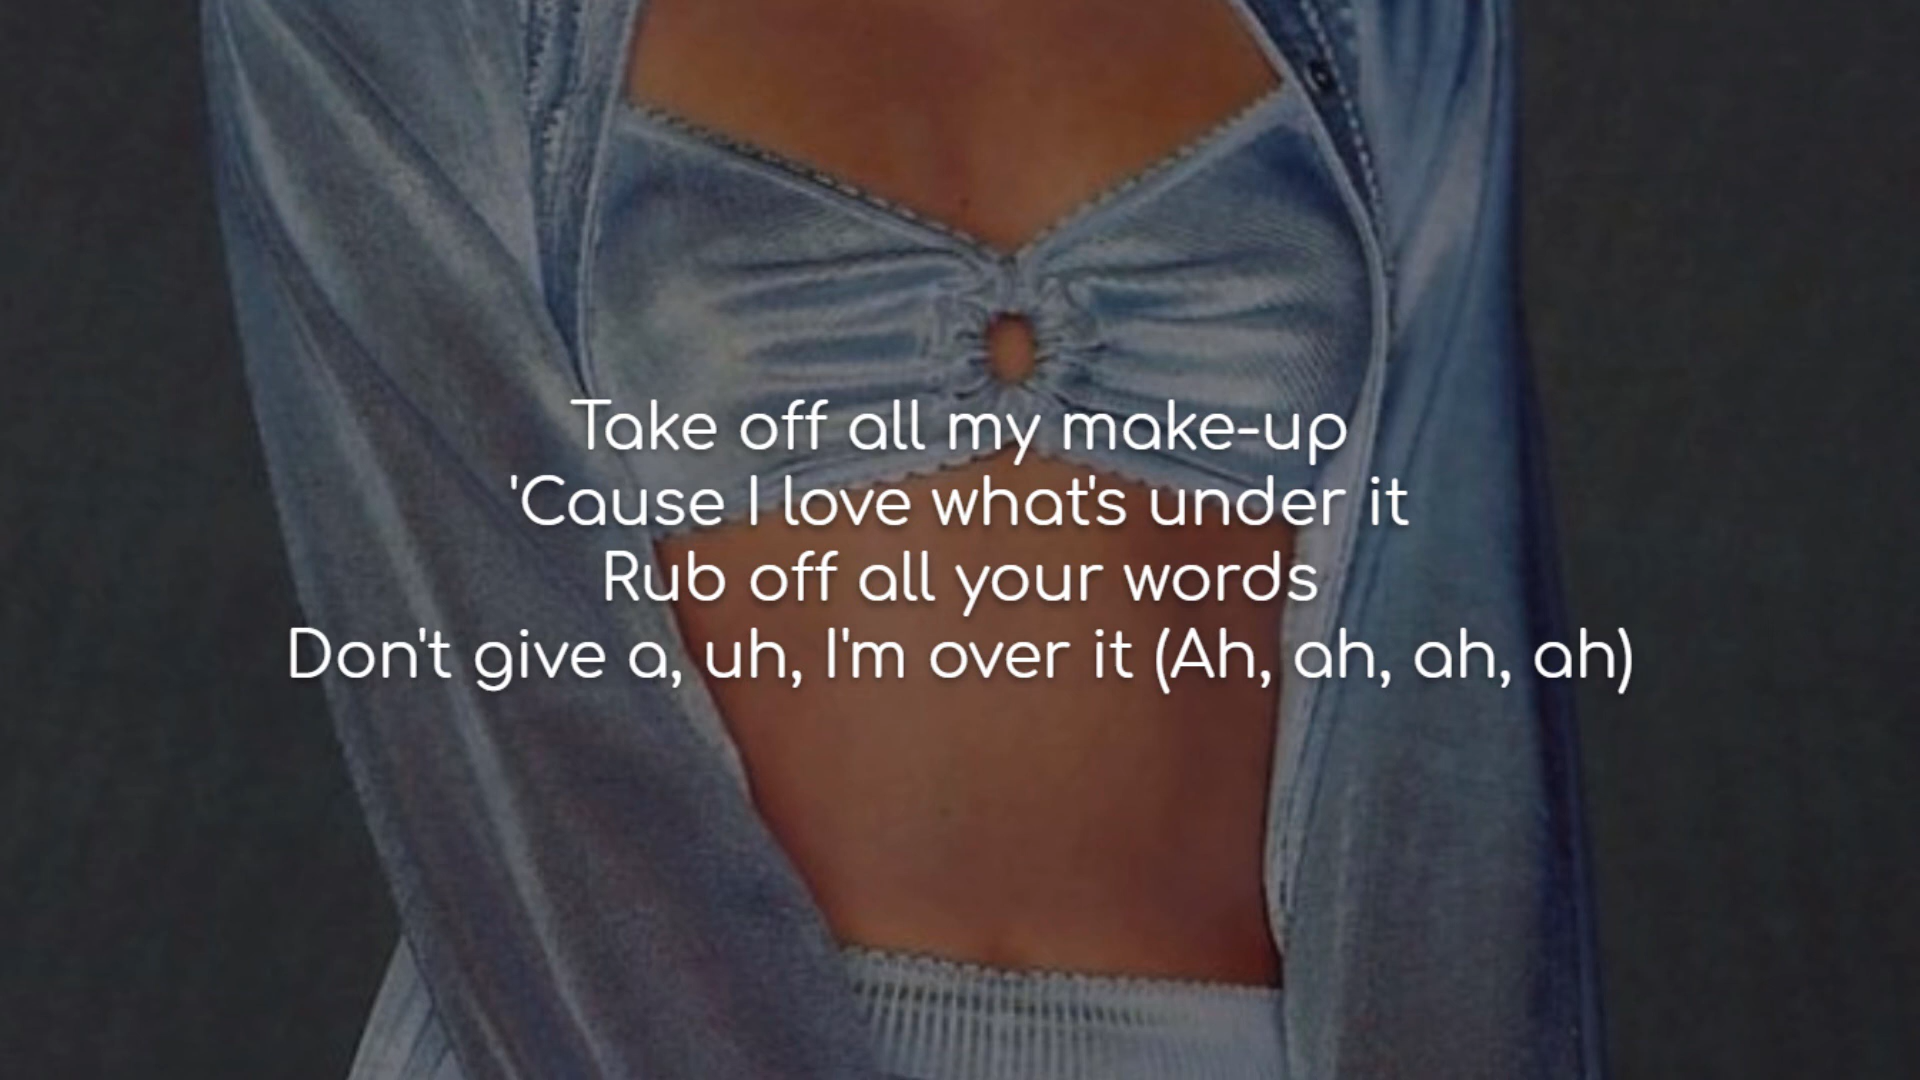 Take off all my make-up
'Cause I love what's under it
Rub off all your words
Don't give a, uh, I'm over it (Ah, ah, ah, ah)